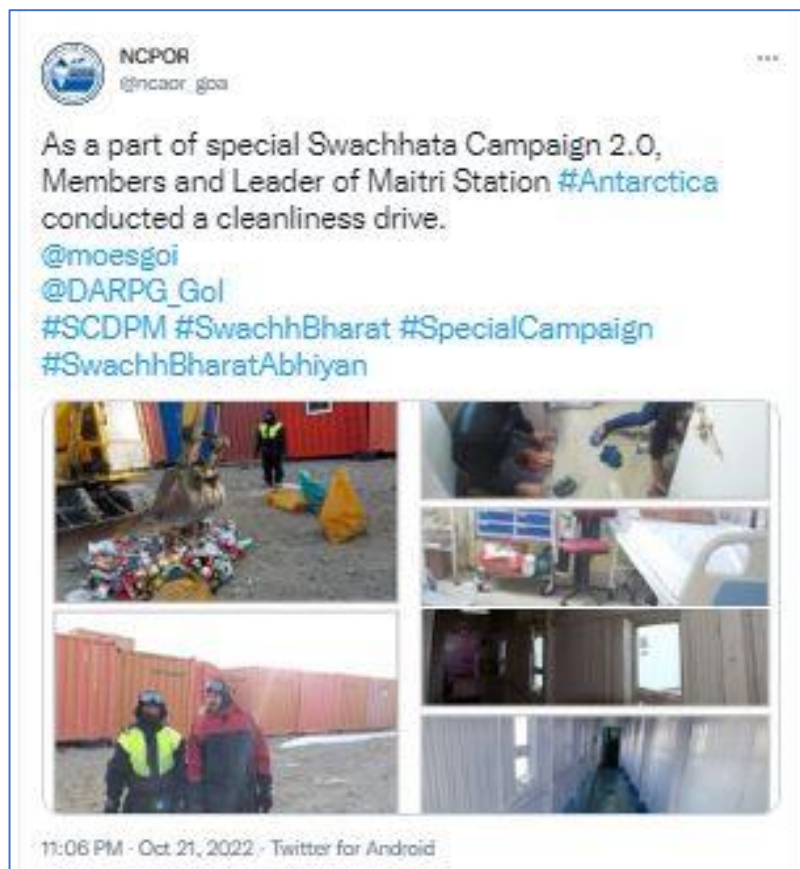 NCPOR
@ncaor_goa
As a part of special Swachhata Campaign 2.0,
Members and Leader of Maitri Station #Antarctica
conducted a cleanliness drive.
@moesgoi
@DARPG_GoI
#SCDPM #SwachhBharat #SpecialCampaign
#SwachhBharatAbhiyan
11:06 PM · Oct 21, 2022 · Twitter for Android